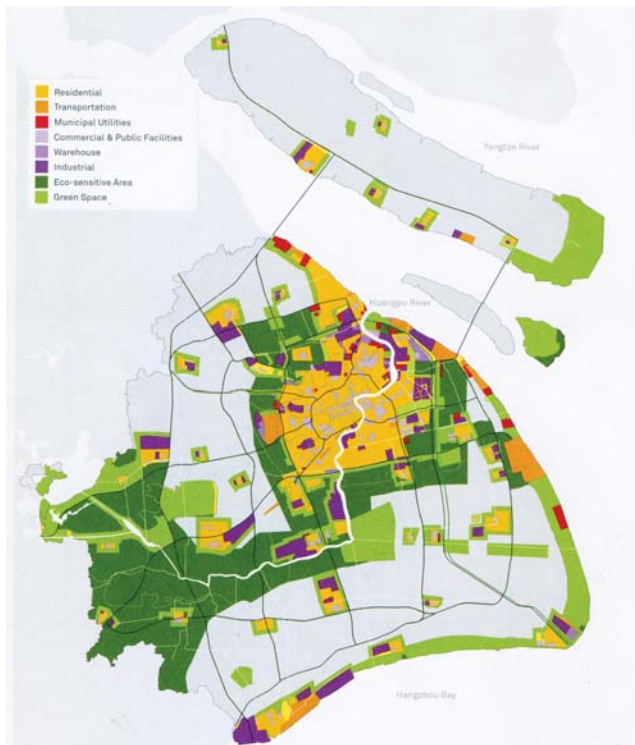 Residential
Transportation
Municipal Utilities
Commercial & Public Facilities
Warehouse
Industrial
Eco-sensitive Area
Green Space
Yangtze River
Huangpu River
Hangzhou Bay